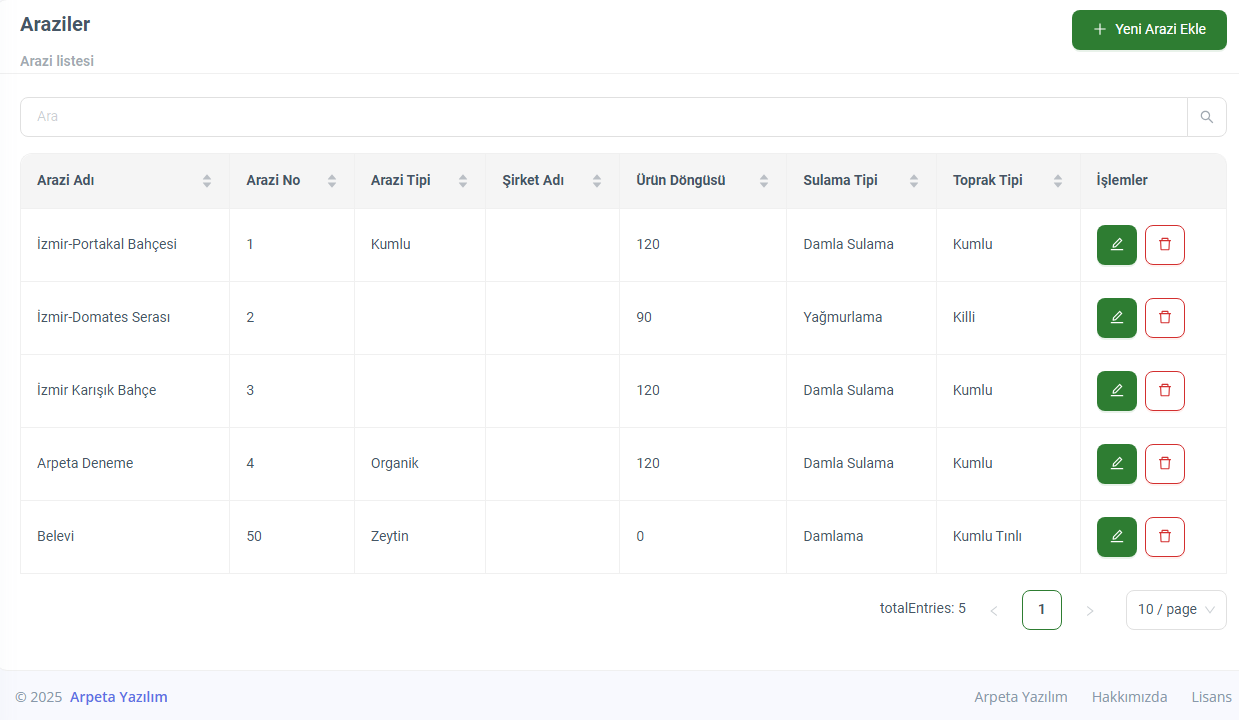 Araziler
Yeni Arazi Ekle
Arazi listesi
Ara
Arazi Adı Arazi No Arazi Tipi Şirket Adı Ürün Döngüsü Sulama Tipi Toprak Tipi İşlemler
İzmir-Portakal Bahçesi 1 Kumlu 120 Damla Sulama Kumlu
İzmir-Domates Serası 2 90 Yağmurlama Killi
İzmir Karışık Bahçe 3 120 Damla Sulama Kumlu
Arpeta Deneme 4 Organik 120 Damla Sulama Kumlu
Belevi 50 Zeytin 0 Damlama Kumlu Tınlı
totalEntries: 5 < 1 > 10 / page
© 2025 Arpeta Yazılım Arpeta Yazılım Hakkımızda Lisans